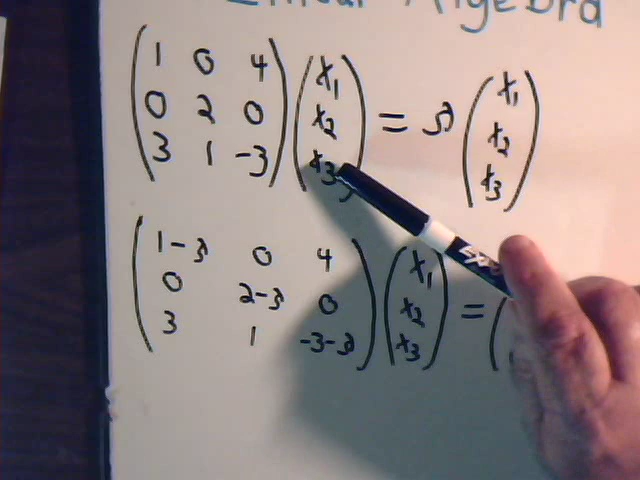 Linear Algebra
1 0 4 x1 x1
0 2 0 x2 = λ x2
3 1 -3 x3 x3
1-λ 0 4 x1
0 2-λ 0 x2 = (
3 1 -3-λ x3
EXPO